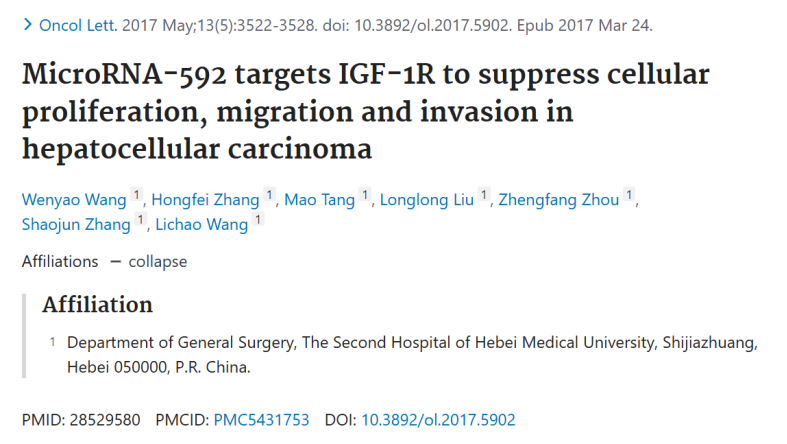 > Oncol Lett. 2017 May;13(5):3522-3528. doi: 10.3892/ol.2017.5902. Epub 2017 Mar 24.
MicroRNA-592 targets IGF-1R to suppress cellular
proliferation, migration and invasion in
hepatocellular carcinoma
Wenyao Wang 1, Hongfei Zhang 1, Mao Tang 1, Longlong Liu 1, Zhengfang Zhou 1,
Shaojun Zhang 1, Lichao Wang 1
Affiliations — collapse
Affiliation
1 Department of General Surgery, The Second Hospital of Hebei Medical University, Shijiazhuang,
Hebei 050000, P.R. China.
PMID: 28529580 PMCID: PMC5431753 DOI: 10.3892/ol.2017.5902